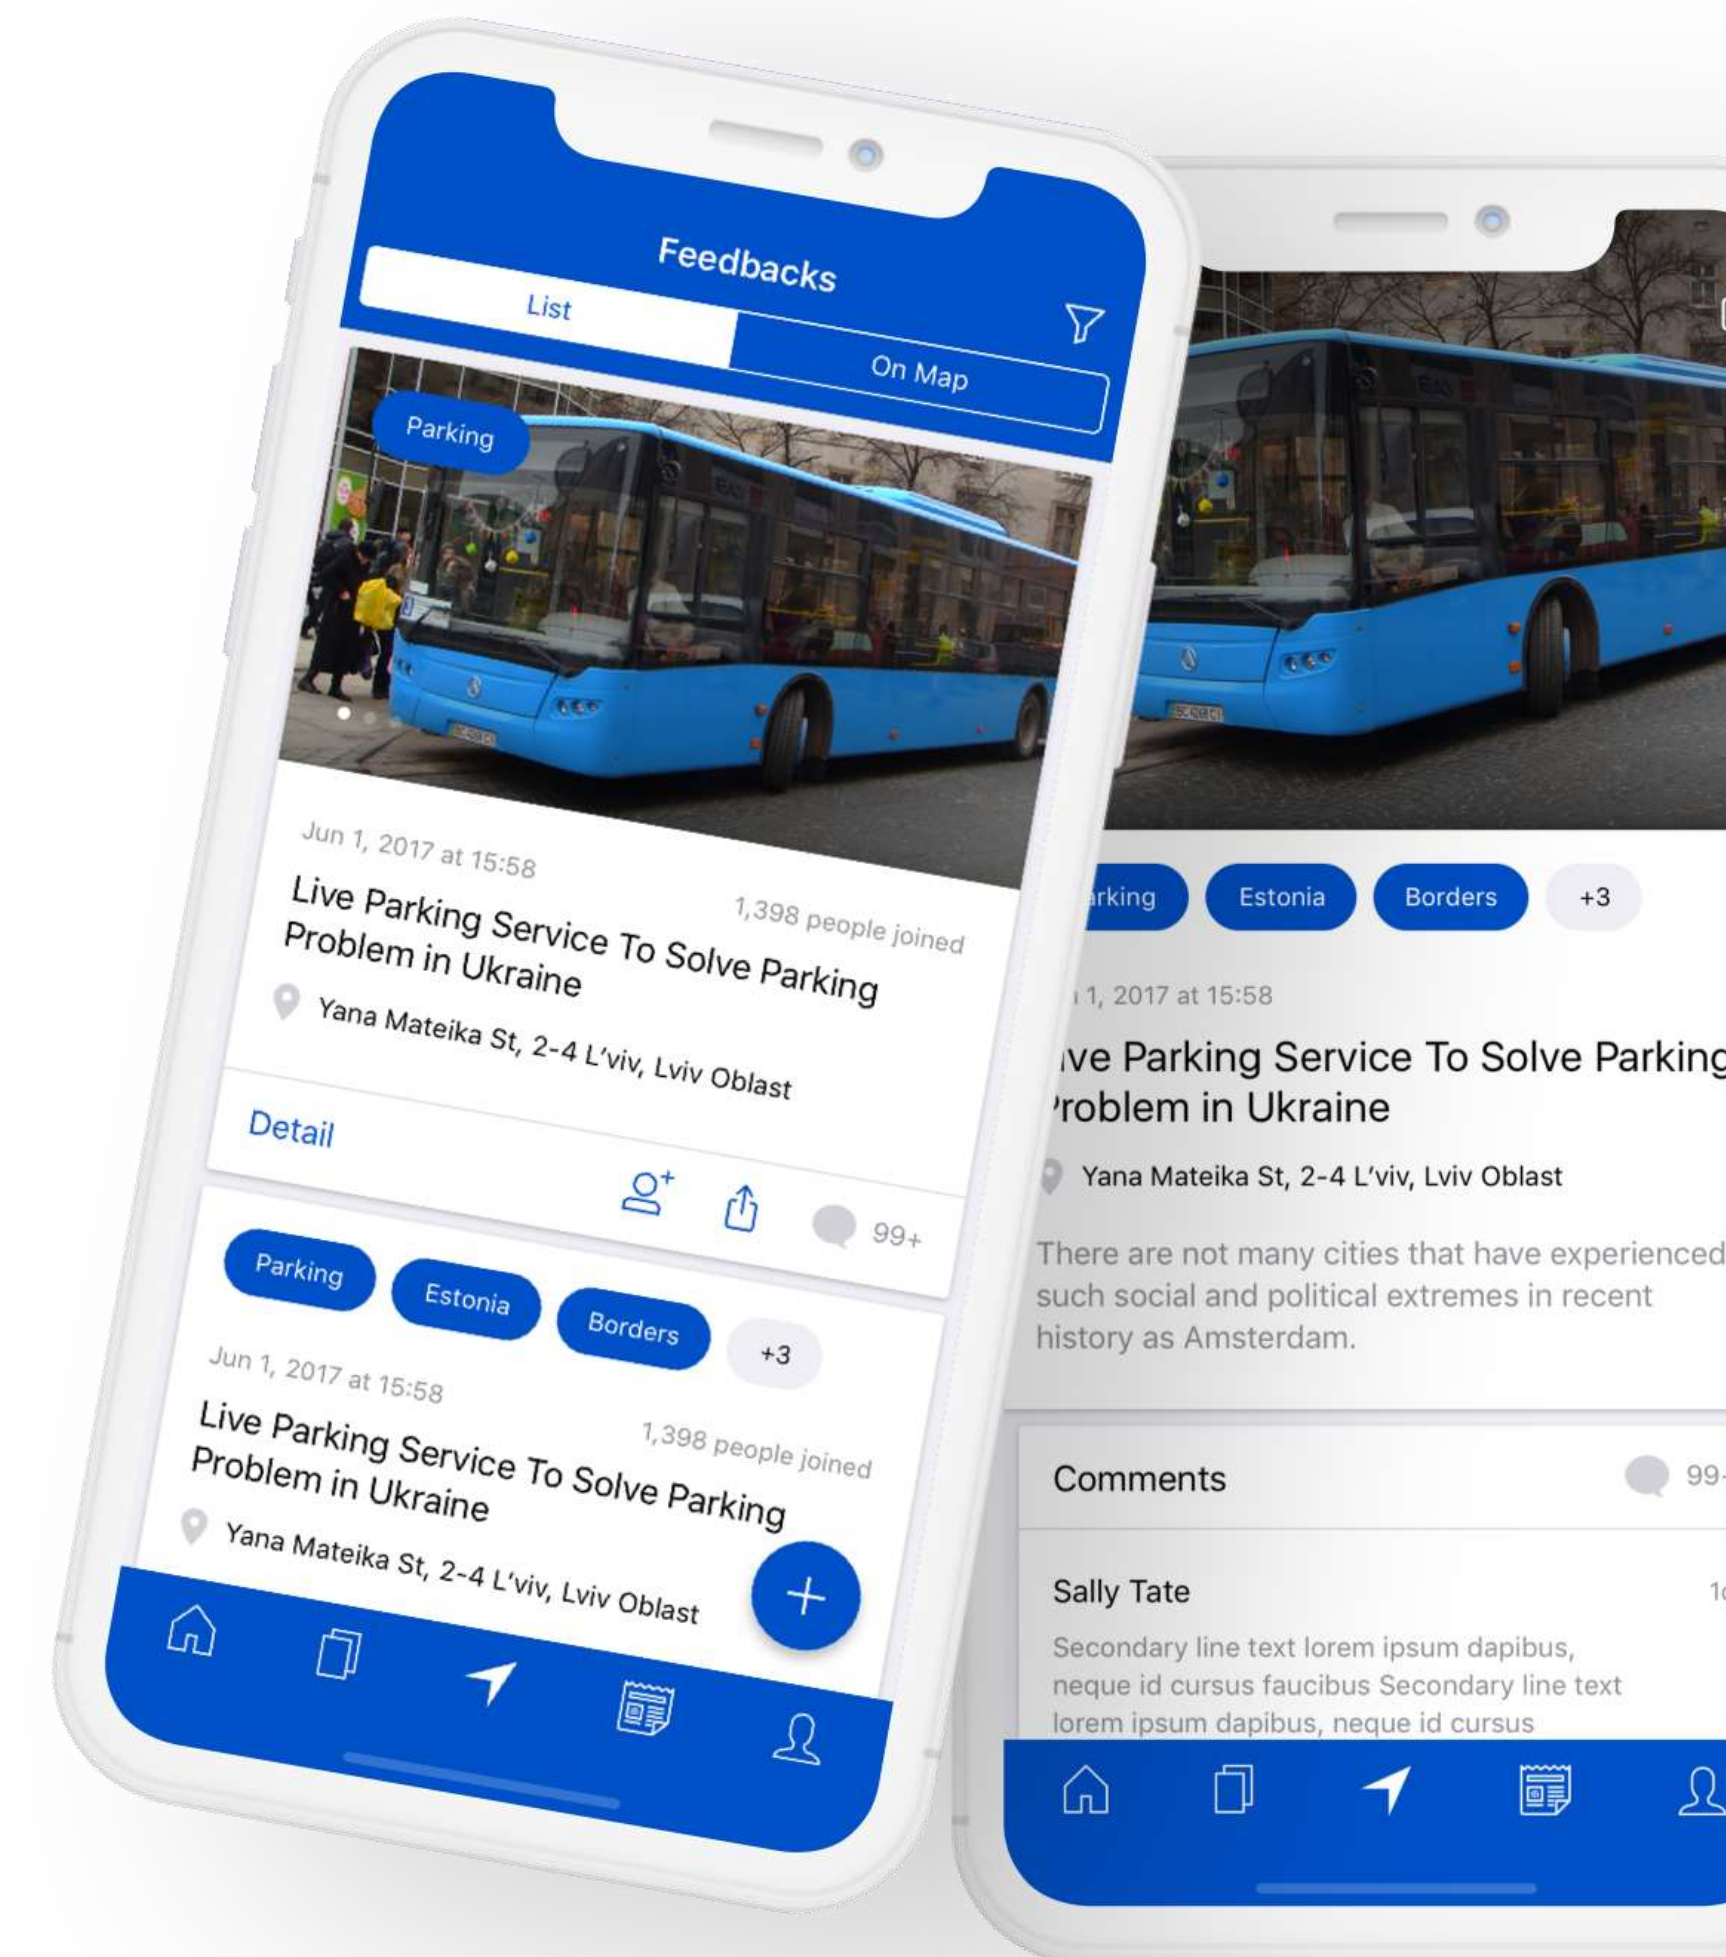 Feedbacks
List
On Map
Parking
Jun 1, 2017 at 15:58
1,398 people joined
Live Parking Service To Solve Parking
Problem in Ukraine
Yana Mateika St, 2-4 L'viv, Lviv Oblast
Detail
99+
Parking
Estonia
Borders
+3
Jun 1, 2017 at 15:58
1,398 people joined
Live Parking Service To Solve Parking
Problem in Ukraine
Yana Mateika St, 2-4 L'viv, Lviv Oblast
arking
Estonia
Borders
+3
1, 2017 at 15:58
ve Parking Service To Solve Parking
roblem in Ukraine
Yana Mateika St, 2-4 L'viv, Lviv Oblast
There are not many cities that have experienced
such social and political extremes in recent
history as Amsterdam.
Comments
99
Sally Tate
Secondary line text lorem ipsum dapibus,
neque id cursus faucibus Secondary line text
lorem ipsum dapibus, neque id cursus